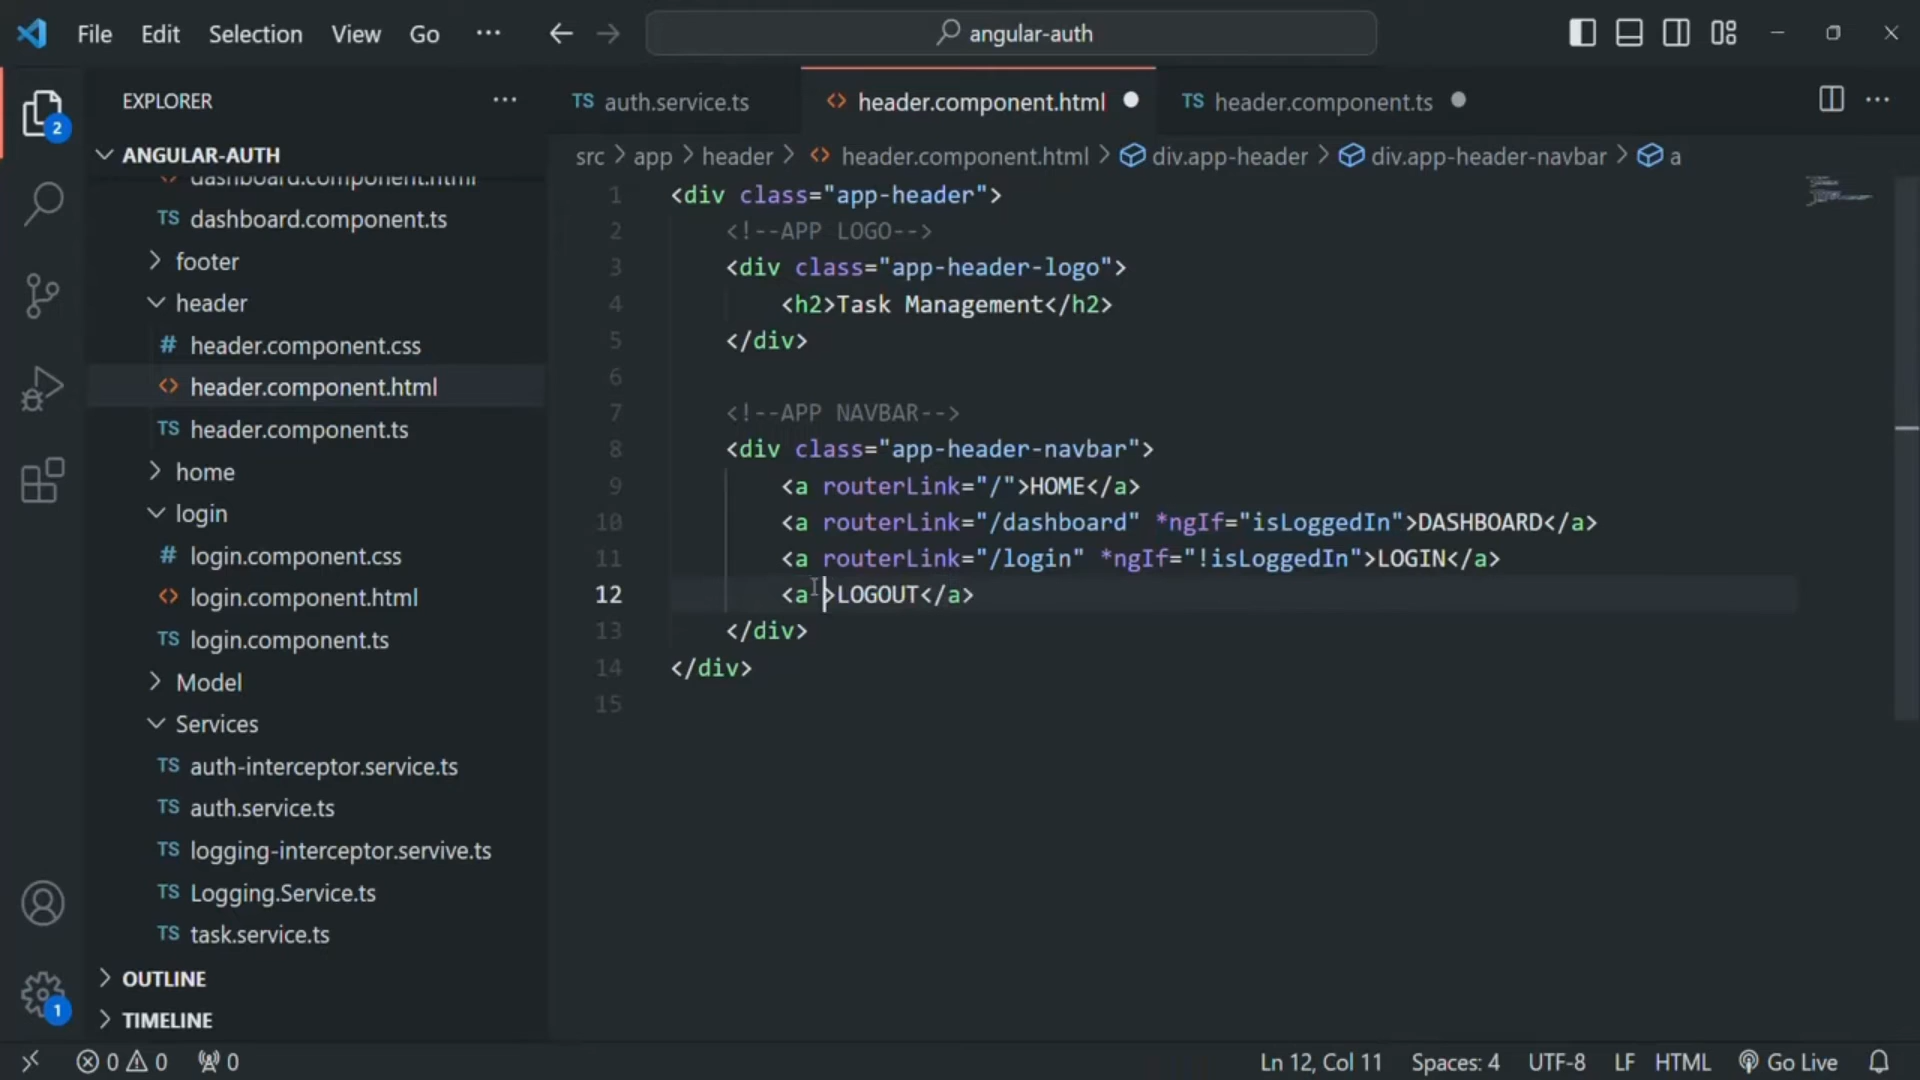 File Edit Selection View Go ··· angular-auth
2
EXPLORER ···
ANGULAR-AUTH
dashboard.component.html
TS dashboard.component.ts
footer
header
# header.component.css
<> header.component.html
TS header.component.ts
home
login
# login.component.css
<> login.component.html
TS login.component.ts
Model
Services
TS auth-interceptor.service.ts
TS auth.service.ts
TS logging-interceptor.servive.ts
TS Logging.Service.ts
TS task.service.ts
OUTLINE
1
TIMELINE
TS auth.service.ts <> header.component.html TS header.component.ts ···
src > app > header > <> header.component.html > div.app-header > div.app-header-navbar > a
1 <div class="app-header">
2 <!--APP LOGO-->
3 <div class="app-header-logo">
4 <h2>Task Management</h2>
5 </div>
6
7 <!--APP NAVBAR-->
8 <div class="app-header-navbar">
9 <a routerLink="/">HOME</a>
10 <a routerLink="/dashboard" *ngIf="isLoggedIn">DASHBOARD</a>
11 <a routerLink="/login" *ngIf="!isLoggedIn">LOGIN</a>
12 <a >LOGOUT</a>
13 </div>
14 </div>
15
0 0 0 Ln 12, Col 11 Spaces: 4 UTF-8 LF HTML Go Live